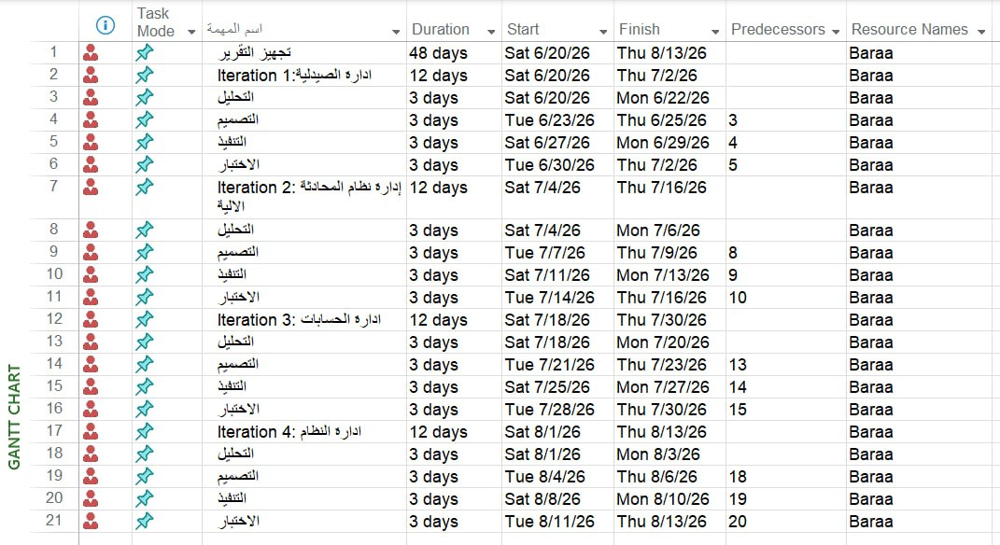 Task Mode اسم المهمة Duration Start Finish Predecessors Resource Names
1 تجهيز التقرير 48 days Sat 6/20/26 Thu 8/13/26 Baraa
2 Iteration 1:ادارة الصيدلية 12 days Sat 6/20/26 Thu 7/2/26 Baraa
3 التحليل 3 days Sat 6/20/26 Mon 6/22/26 Baraa
4 التصميم 3 days Tue 6/23/26 Thu 6/25/26 3 Baraa
5 التنفيذ 3 days Sat 6/27/26 Mon 6/29/26 4 Baraa
6 الاختبار 3 days Tue 6/30/26 Thu 7/2/26 5 Baraa
7 Iteration 2: إدارة نظام المحادثة الالية 12 days Sat 7/4/26 Thu 7/16/26 Baraa
8 التحليل 3 days Sat 7/4/26 Mon 7/6/26 Baraa
9 التصميم 3 days Tue 7/7/26 Thu 7/9/26 8 Baraa
10 التنفيذ 3 days Sat 7/11/26 Mon 7/13/26 9 Baraa
11 الاختبار 3 days Tue 7/14/26 Thu 7/16/26 10 Baraa
12 Iteration 3: ادارة الحسابات 12 days Sat 7/18/26 Thu 7/30/26 Baraa
13 التحليل 3 days Sat 7/18/26 Mon 7/20/26 Baraa
14 التصميم 3 days Tue 7/21/26 Thu 7/23/26 13 Baraa
15 التنفيذ 3 days Sat 7/25/26 Mon 7/27/26 14 Baraa
16 الاختبار 3 days Tue 7/28/26 Thu 7/30/26 15 Baraa
17 Iteration 4: ادارة النظام 12 days Sat 8/1/26 Thu 8/13/26 Baraa
18 التحليل 3 days Sat 8/1/26 Mon 8/3/26 Baraa
19 التصميم 3 days Tue 8/4/26 Thu 8/6/26 18 Baraa
20 التنفيذ 3 days Sat 8/8/26 Mon 8/10/26 19 Baraa
21 الاختبار 3 days Tue 8/11/26 Thu 8/13/26 20 Baraa
GANTT CHART